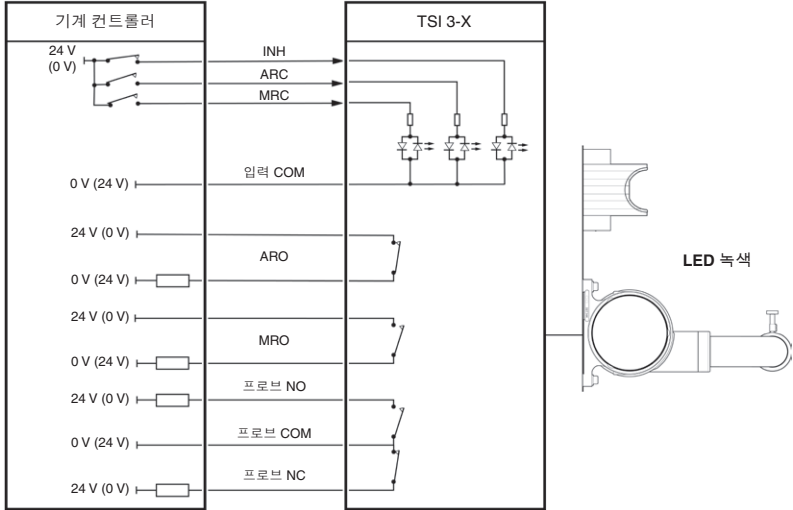 기계 컨트롤러
TSI 3-X
24 V
(0 V)
INH
ARC
MRC
0 V (24 V)
입력 COM
24 V (0 V)
ARO
0 V (24 V)
24 V (0 V)
MRO
0 V (24 V)
24 V (0 V)
프로브 NO
0 V (24 V)
프로브 COM
24 V (0 V)
프로브 NC
LED 녹색